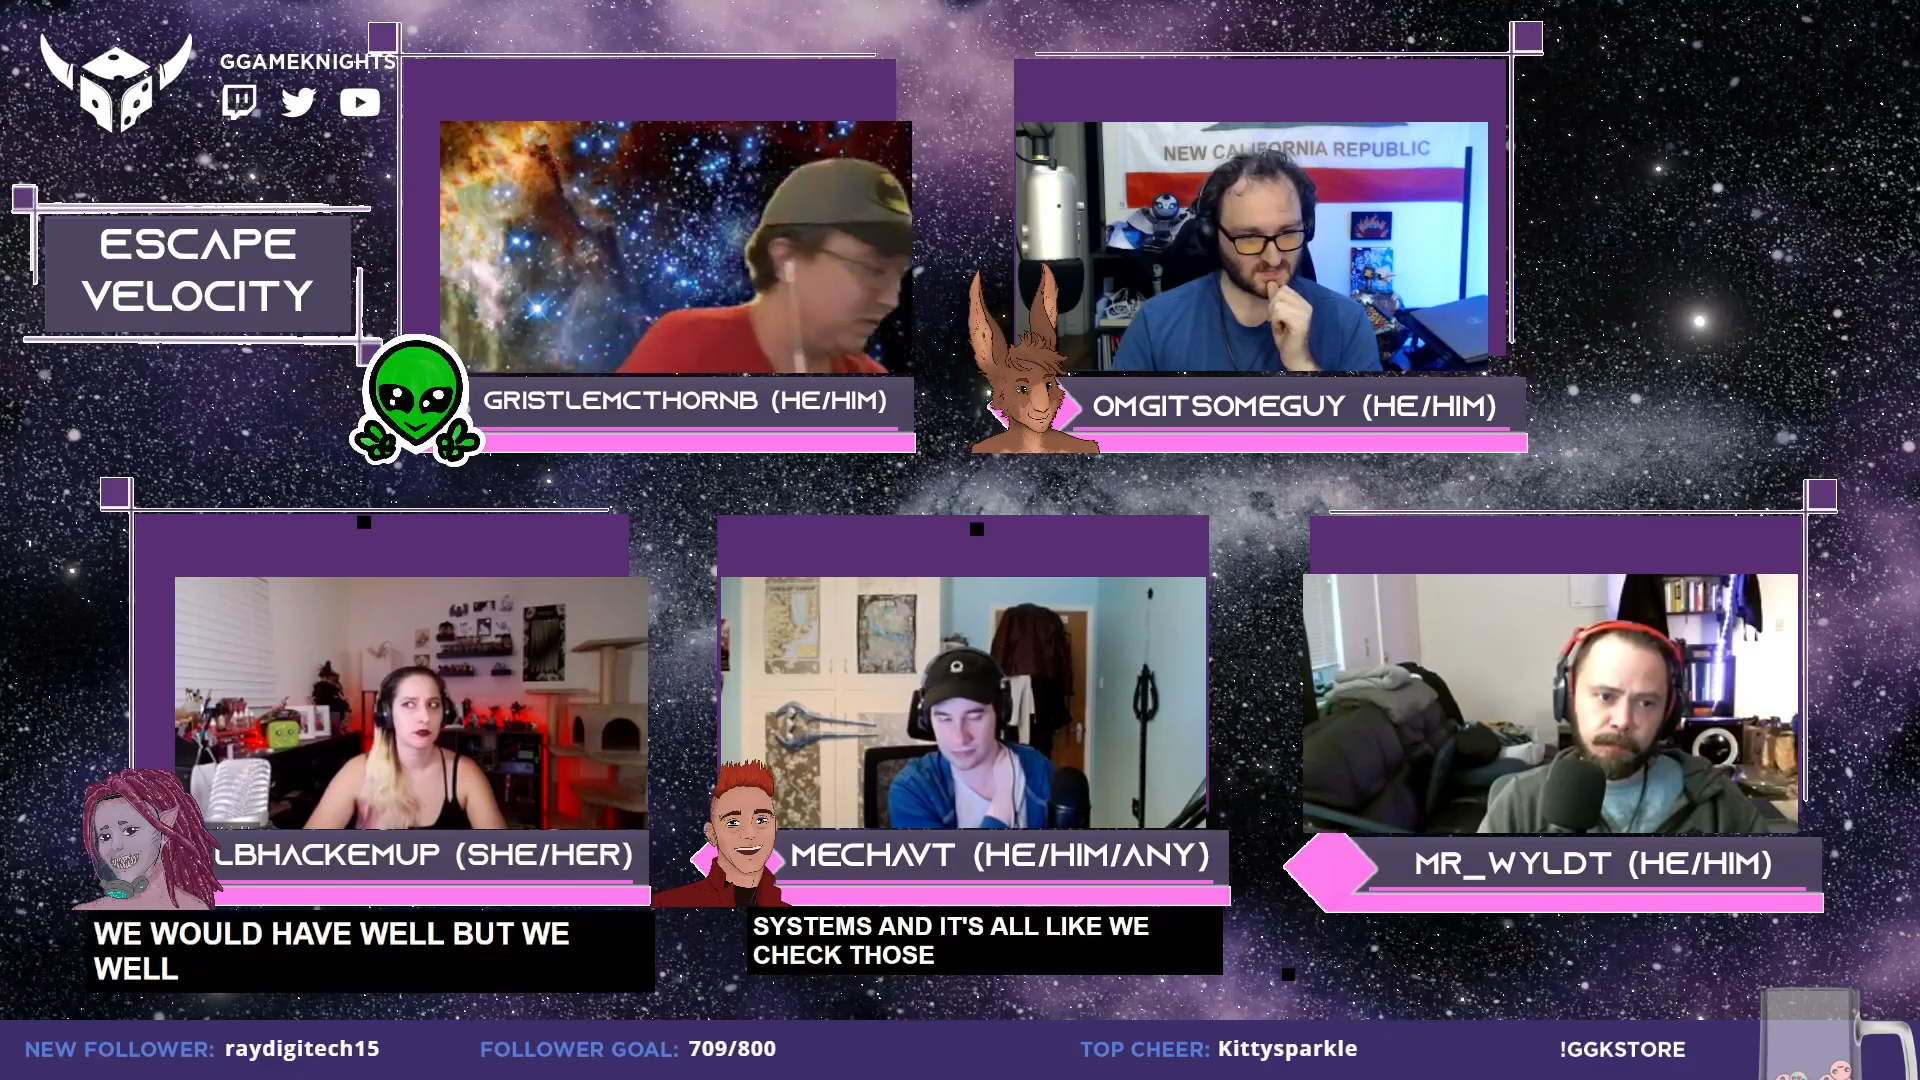 GGAMEKNIGHTS
ESCAPE
VELOCITY
NEW CALIFORNIA REPUBLIC
GRISTLEMCTHORNB (HE/HIM)
OMGITSOMEGUY (HE/HIM)
LBHACKEMUP (SHE/HER)
MECHAVT (HE/HIM/ANY)
MR_WYLDT (HE/HIM)
WE WOULD HAVE WELL BUT WE
WELL
SYSTEMS AND IT'S ALL LIKE WE
CHECK THOSE
NEW FOLLOWER: raydigitech15
FOLLOWER GOAL: 709/800
TOP CHEER: Kittysparkle
!GGKSTORE